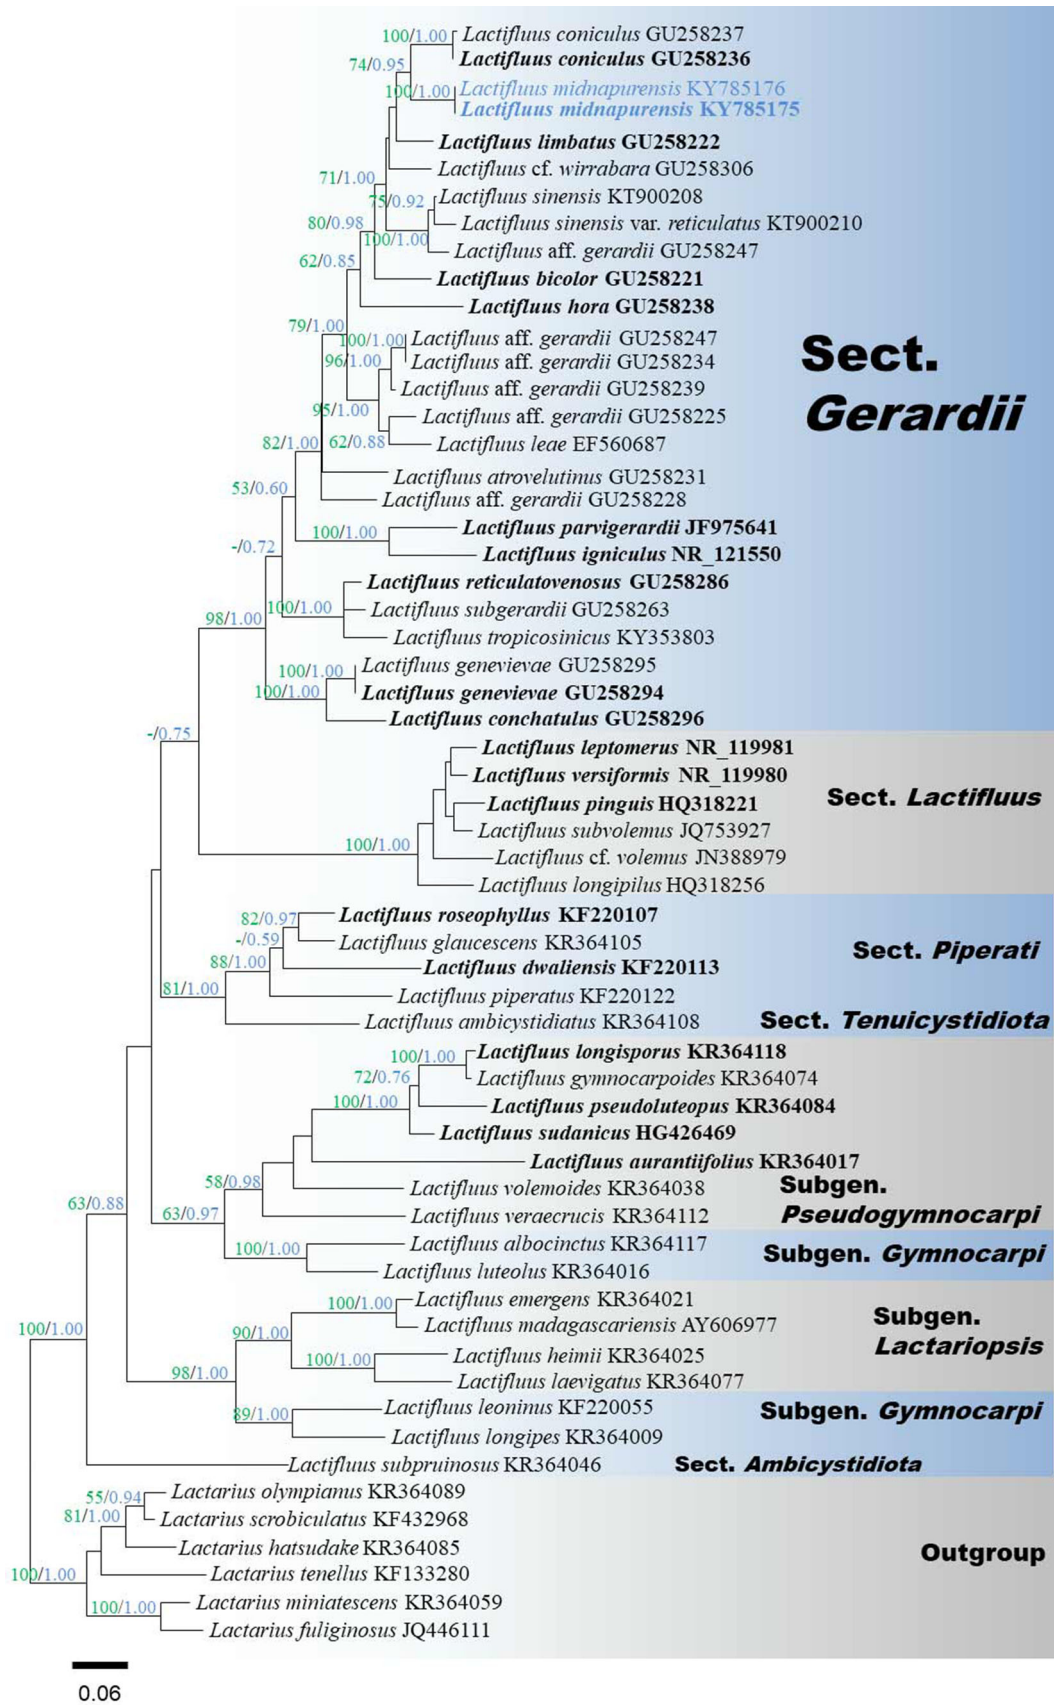 100/1.00
Lactifluus coniculus GU258237
Lactifluus coniculus GU258236
74/0.95
100/1.00
Lactifluus midnapurensis KY785176
Lactifluus midnapurensis KY785175
Lactifluus limbatus GU258222
Lactifluus cf. wirrabara GU258306
71/1.00
75/0.92
Lactifluus sinensis KT900208
Lactifluus sinensis var. reticulatus KT900210
80/0.98
100/1.00
Lactifluus aff. gerardii GU258247
62/0.85
Lactifluus bicolor GU258221
Lactifluus hora GU258238
79/1.00
100/1.00
Lactifluus aff. gerardii GU258247
96/1.00
Lactifluus aff. gerardii GU258234
Sect.
Gerardii
Lactifluus aff. gerardii GU258239
95/1.00
Lactifluus aff. gerardii GU258225
82/1.00
62/0.88
Lactifluus leae EF560687
Lactifluus atrovelutinus GU258231
53/0.60
Lactifluus aff. gerardii GU258228
100/1.00
Lactifluus parvigerardii JF975641
-/0.72
Lactifluus igniculus NR_121550
Lactifluus reticulatovenosus GU258286
100/1.00
Lactifluus subgerardii GU258263
98/1.00
Lactifluus tropicosinicus KY353803
100/1.00
Lactifluus genevievae GU258295
100/1.00
Lactifluus genevievae GU258294
Lactifluus conchatulus GU258296
-/0.75
Lactifluus leptomerus NR_119981
Lactifluus versiformis NR_119980
Sect. Lactifluus
Lactifluus pinguis HQ318221
Lactifluus subvolemus JQ753927
100/1.00
Lactifluus cf. volemus JN388979
Lactifluus longipilus HQ318256
82/0.97
Lactifluus roseophyllus KF220107
-/0.59
Lactifluus glaucescens KR364105
Sect. Piperati
88/1.00
Lactifluus dwaliensis KF220113
81/1.00
Lactifluus piperatus KF220122
Lactifluus ambicystidiatus KR364108
Sect. Tenuicystidiota
100/1.00
Lactifluus longisporus KR364118
72/0.76
Lactifluus gymnocarpoides KR364074
100/1.00
Lactifluus pseudoluteopus KR364084
Lactifluus sudanicus HG426469
Lactifluus aurantiifolius KR364017
58/0.98
Lactifluus volemoides KR364038
Subgen.
Pseudogymnocarpi
63/0.88
63/0.97
Lactifluus veraecrucis KR364112
100/1.00
Lactifluus albocinctus KR364117
Subgen. Gymnocarpi
Lactifluus luteolus KR364016
100/1.00
Lactifluus emergens KR364021
Subgen.
Lactariopsis
Lactifluus madagascariensis AY606977
100/1.00
90/1.00
100/1.00
Lactifluus heimii KR364025
98/1.00
Lactifluus laevigatus KR364077
89/1.00
Lactifluus leoninus KF220055
Subgen. Gymnocarpi
Lactifluus longipes KR364009
Lactifluus subpruinosus KR364046
Sect. Ambicystidiota
55/0.94
Lactarius olympianus KR364089
81/1.00
Lactarius scrobiculatus KF432968
Lactarius hatsudake KR364085
Outgroup
100/1.00
Lactarius tenellus KF133280
100/1.00
Lactarius miniatescens KR364059
Lactarius fuliginosus JQ446111
0.06